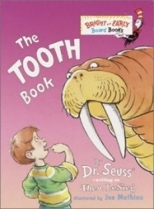 BRIGHT and EARLY
Board Books
The
TOOTH
Book
Dr. Seuss
illustrated by Joe Mathieu